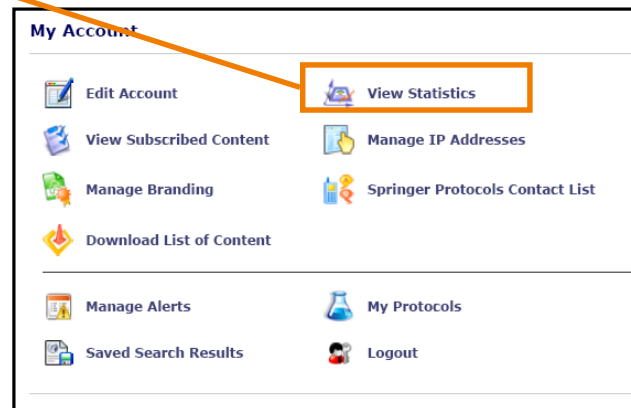 My Account
Edit Account
View Statistics
View Subscribed Content
Manage IP Addresses
Manage Branding
Springer Protocols Contact List
Download List of Content
Manage Alerts
My Protocols
Saved Search Results
Logout